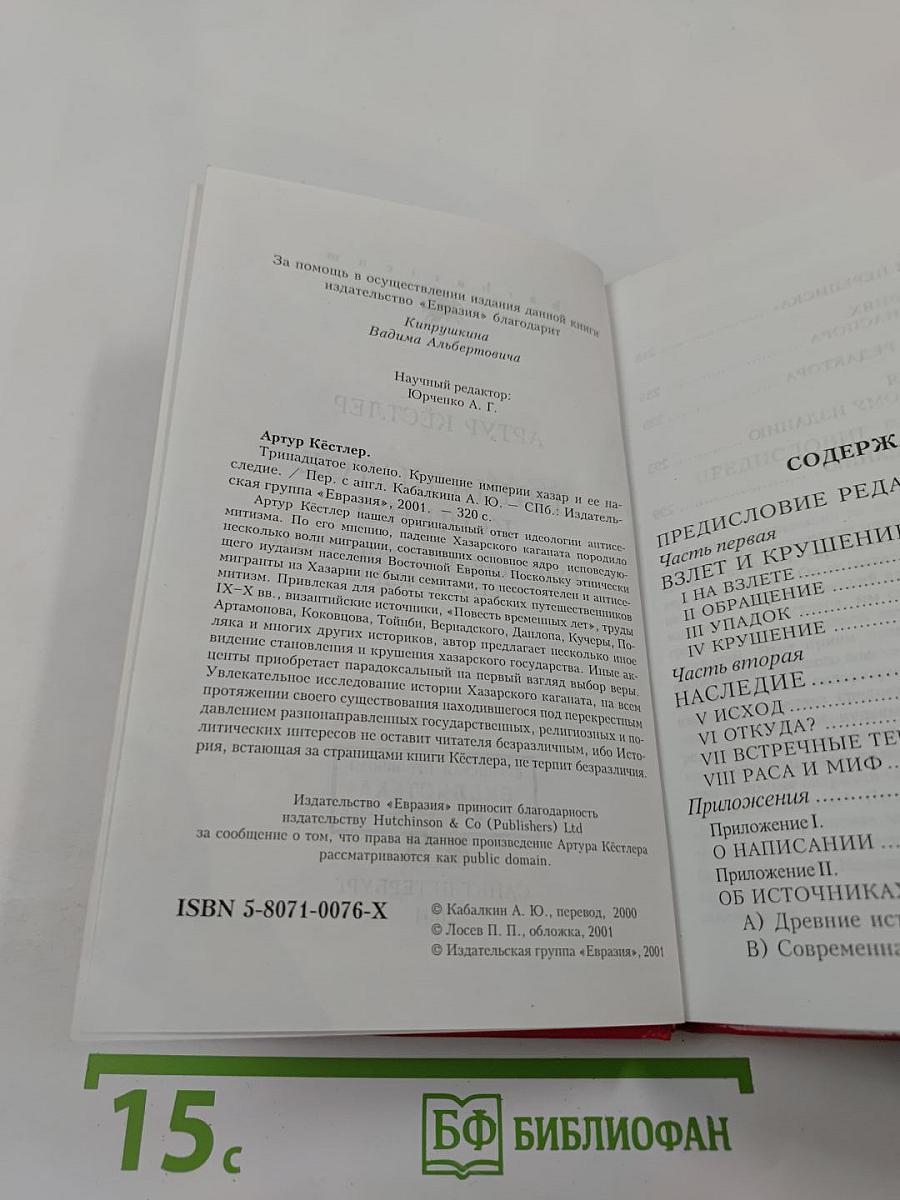 За помощь в осуществлении издания данной книги
издательство «Евразия» благодарит
Кипрушкина
Вадима Альбертовича
Научный редактор:
Юрченко А. Г.
Артур Кёстлер.
Тринадцатое колено. Крушение империи хазар и ее на-
следие. / Пер. с англ. Кабалкина А. Ю. — СПб.: Издатель-
ская группа «Евразия», 2001. — 320 с.
Артур Кёстлер нашел оригинальный ответ идеологии антисе-
митизма. По его мнению, падение Хазарского каганата породило
несколько волн миграции, составивших основное ядро исповедую-
щего иудаизм населения Восточной Европы. Поскольку этнически
мигранты из Хазарии не были семитами, то несостоятелен и антисе-
митизм. Привлекая для работы тексты арабских путешественников
IX—X вв., византийские источники, «Повесть временных лет», труды
Артамонова, Коковцова, Тойнби, Вернадского, Данлопа, Кучеры, По-
ляка и многих других историков, автор предлагает несколько иное
видение становления и крушения хазарского государства. Иные ак-
центы приобретает парадоксальный на первый взгляд выбор веры.
Увлекательное исследование истории Хазарского каганата, на всем
протяжении своего существования находившегося под перекрестным
давлением разнонаправленных государственных, религиозных и по-
литических интересов не оставит читателя безразличным, ибо Исто-
рия, встающая за страницами книги Кёстлера, не терпит безразличия.
Издательство «Евразия» приносит благодарность
издательству Hutchinson & Co (Publishers) Ltd
за сообщение о том, что права на данное произведение Артура Кёстлера
рассматриваются как public domain.
ISBN 5-8071-0076-X
© Кабалкин А. Ю., перевод, 2000
© Лосев П. П., обложка, 2001
© Издательская группа «Евразия», 2001
СОДЕРЖА
ПРЕДИСЛОВИЕ РЕДА
Часть первая
ВЗЛЕТ И КРУШЕНИЕ
I НА ВЗЛЕТЕ
II ОБРАЩЕНИЕ
III УПАДОК
IV КРУШЕНИЕ
Часть вторая
НАСЛЕДИЕ
V ИСХОД
VI ОТКУДА?
VII ВСТРЕЧНЫЕ ТЕ
VIII РАСА И МИФ
Приложения
Приложение I.
О НАПИСАНИИ
Приложение II.
ОБ ИСТОЧНИКАХ
A) Древние ист
B) Современна
15 с
БФ БИБЛИОФАН